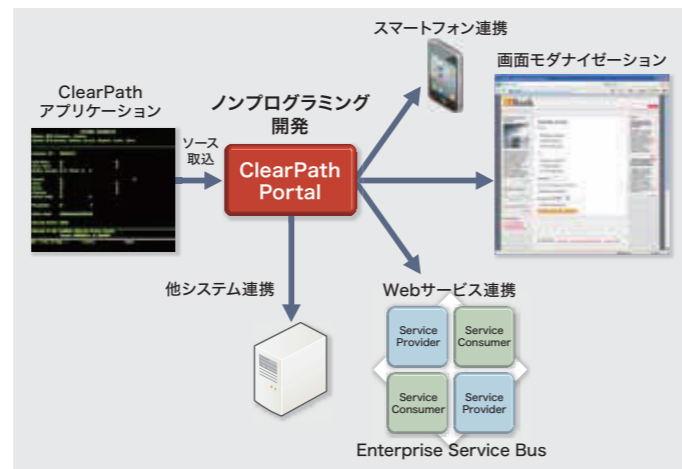 スマートフォン連携
画面モダナイゼーション
ClearPath
アプリケーション
ノンプログラミング
開発
ソース
取込
ClearPath
Portal
他システム連携
Webサービス連携
Service
Provider
Service
Consumer
Service
Consumer
Service
Provider
Enterprise Service Bus